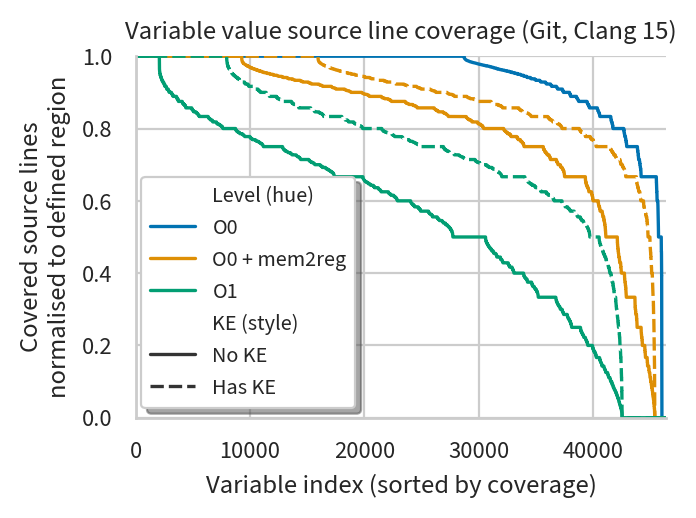 Variable value source line coverage (Git, Clang 15)
Covered source lines
normalised to defined region
1.0
0.8
0.6
0.4
0.2
0.0
Level (hue)
O0
O0 + mem2reg
O1
KE (style)
No KE
Has KE
0 10000 20000 30000 40000
Variable index (sorted by coverage)